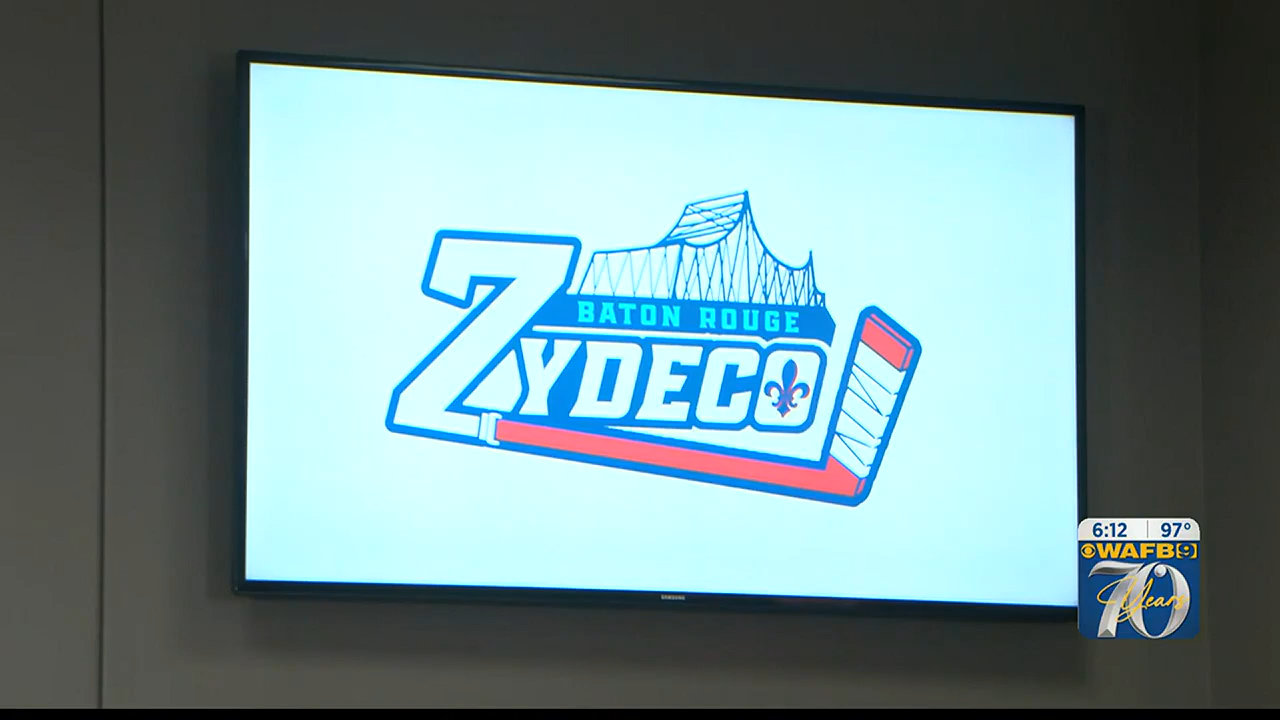 BATON ROUGE
ZYDECO
SAMSUNG
6:12 97°
WAFB 9
70
Years